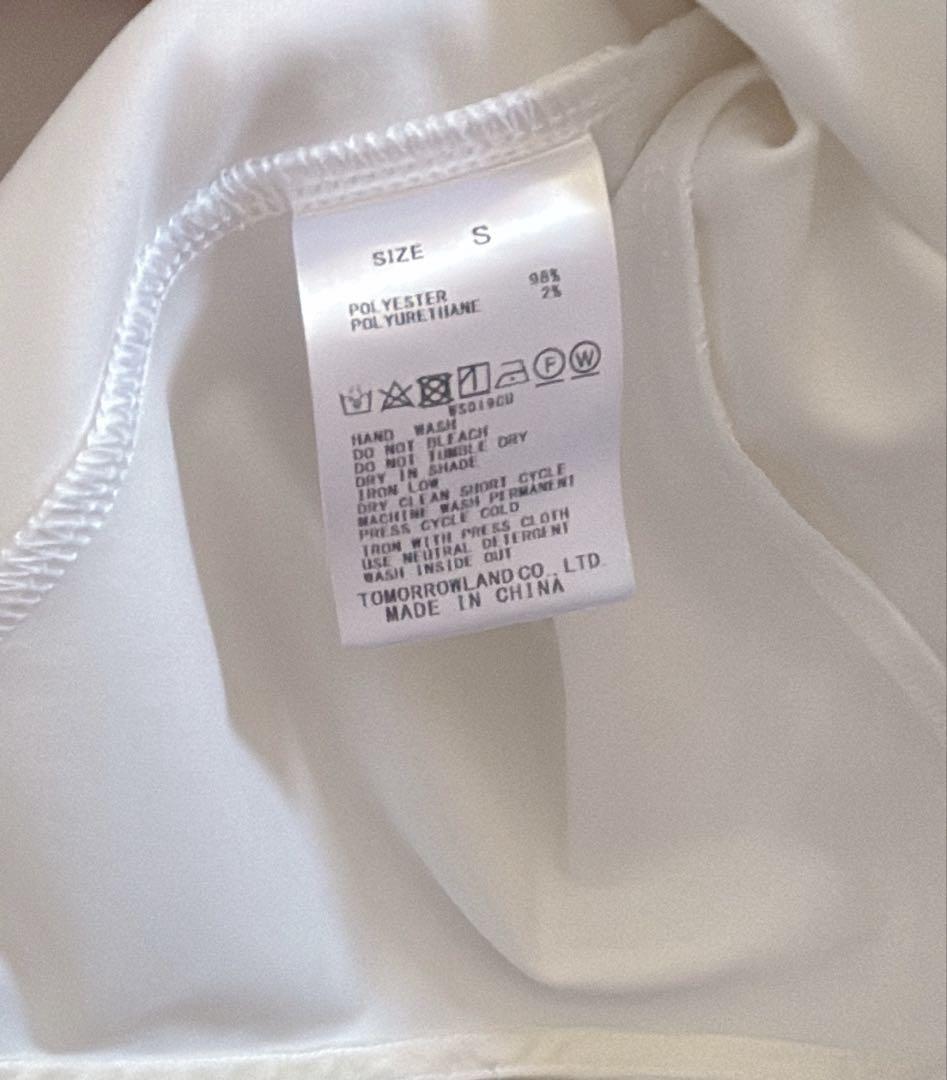 SIZE S
POLYESTER 98%
POLYURETHANE 2%
F W
WS019CU
HAND WASH
DO NOT BLEACH
DO NOT TUMBLE DRY
DRY IN SHADE
IRON LOW
DRY CLEAN SHORT CYCLE
MACHINE WASH PERMANENT
PRESS CYCLE COLD
IRON WITH PRESS CLOTH
USE NEUTRAL DETERGENT
WASH INSIDE OUT
TOMORROWLAND CO., LTD.
MADE IN CHINA